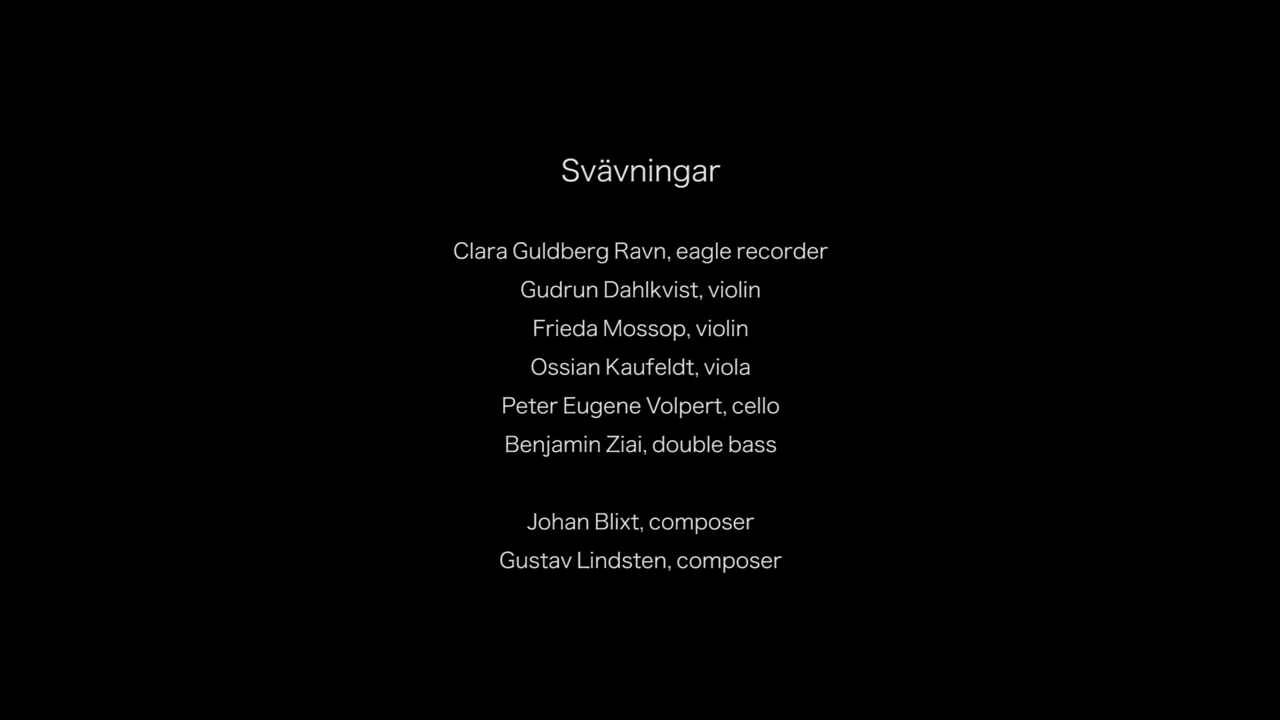 Svävningar
Clara Guldberg Ravn, eagle recorder
Gudrun Dahlkvist, violin
Frieda Mossop, violin
Ossian Kaufeldt, viola
Peter Eugene Volpert, cello
Benjamin Ziai, double bass
Johan Blixt, composer
Gustav Lindsten, composer